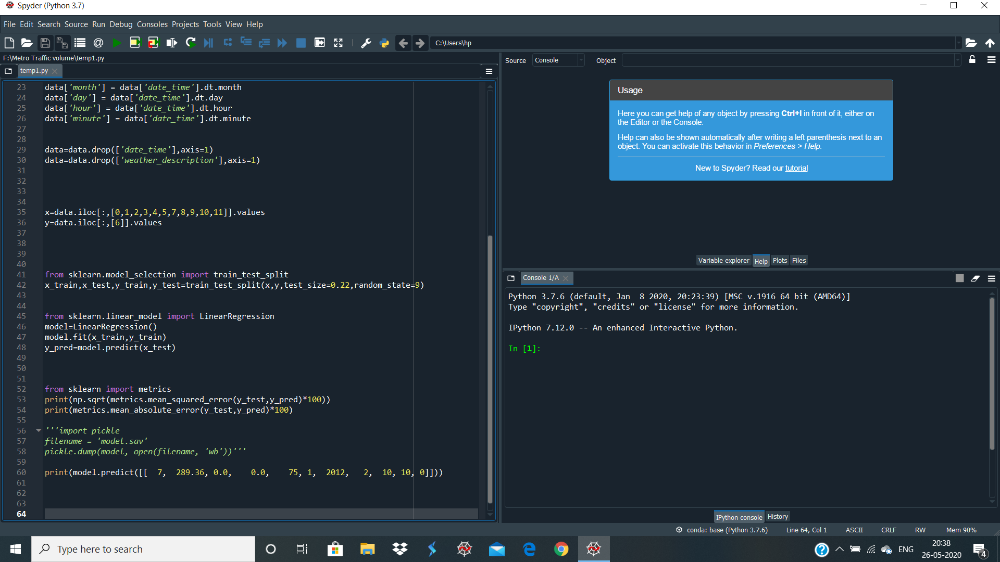 Spyder (Python 3.7)
File Edit Search Source Run Debug Consoles Projects Tools View Help
C:\Users\hp
F:\Metro Traffic volume\temp1.py
temp1.py
23 data['month'] = data['date_time'].dt.month
24 data['day'] = data['date_time'].dt.day
25 data['hour'] = data['date_time'].dt.hour
26 data['minute'] = data['date_time'].dt.minute
27
28
29 data=data.drop(['date_time'],axis=1)
30 data=data.drop(['weather_description'],axis=1)
31
32
33
34
35 x=data.iloc[:,[0,1,2,3,4,5,7,8,9,10,11]].values
36 y=data.iloc[:,[6]].values
37
38
39
40
41 from sklearn.model_selection import train_test_split
42 x_train,x_test,y_train,y_test=train_test_split(x,y,test_size=0.22,random_state=9)
43
44
45 from sklearn.linear_model import LinearRegression
46 model=LinearRegression()
47 model.fit(x_train,y_train)
48 y_pred=model.predict(x_test)
49
50
51
52 from sklearn import metrics
53 print(np.sqrt(metrics.mean_squared_error(y_test,y_pred)*100))
54 print(metrics.mean_absolute_error(y_test,y_pred)*100)
55
56 '''import pickle
57 filename = 'model.sav'
58 pickle.dump(model, open(filename, 'wb'))'''
59
60 print(model.predict([[  7,  289.36, 0.0,    0.0,    75, 1,  2012,   2,  10, 10, 0]]))
61
62
63
64
Source Console Object
Usage
Here you can get help of any object by pressing Ctrl+I in front of it, either on
the Editor or the Console.
Help can also be shown automatically after writing a left parenthesis next to an
object. You can activate this behavior in Preferences > Help.
New to Spyder? Read our tutorial
Variable explorer Help Plots Files
Console 1/A
Python 3.7.6 (default, Jan  8 2020, 20:23:39) [MSC v.1916 64 bit (AMD64)]
Type "copyright", "credits" or "license" for more information.
IPython 7.12.0 -- An enhanced Interactive Python.
In [1]:
IPython console History
conda: base (Python 3.7.6) Line 64, Col 1 ASCII CRLF RW Mem 90%
Type here to search
ENG
20:38
26-05-2020
4